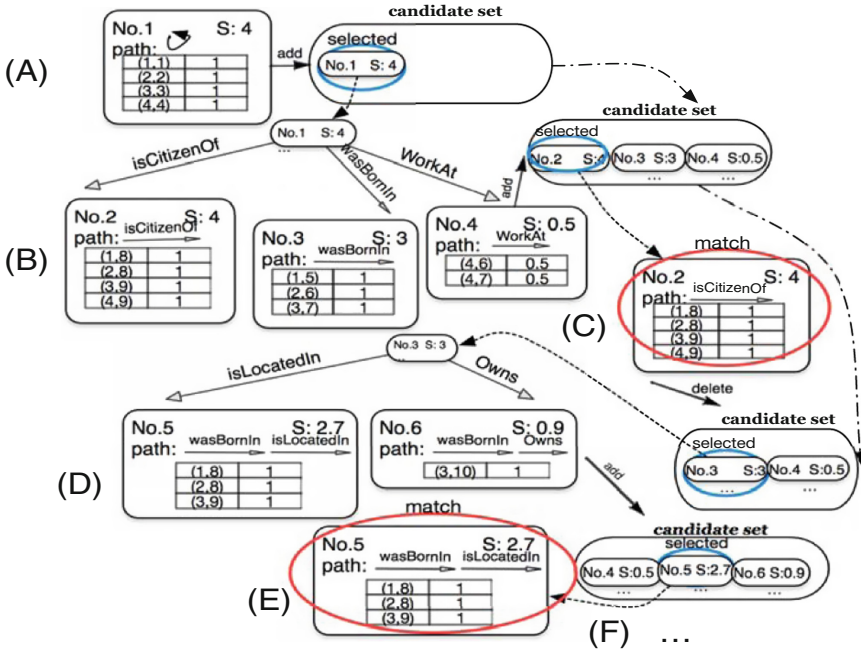 candidate set
No.1 S: 4
path:
(1,1) 1
(2,2) 1
(3,3) 1
(4,4) 1
add
selected
No.1 S: 4
(A)
candidate set
selected
No.2 S:4
No.3 S:3
...
No.4 S:0.5
...
No.1 S: 4
...
isCitizenOf
wasBornIn
WorkAt
add
(B)
No.2 S: 4
path: isCitizenOf
(1,8) 1
(2,8) 1
(3,9) 1
(4,9) 1
No.3 S: 3
path: wasBornIn
(1,5) 1
(2,6) 1
(3,7) 1
No.4 S: 0.5
path: WorkAt
(4,6) 0.5
(4,7) 0.5
match
(C)
No.2 S: 4
path: isCitizenOf
(1,8) 1
(2,8) 1
(3,9) 1
(4,9) 1
delete
No.3 S: 3
..
isLocatedIn
Owns
candidate set
selected
No.3 S:3
...
No.4 S:0.5
...
(D)
No.5 S: 2.7
path: wasBornIn isLocatedIn
(1,8) 1
(2,8) 1
(3,9) 1
No.6 S: 0.9
path: wasBornIn Owns
(3,10) 1
add
match
(E)
No.5 S: 2.7
path: wasBornIn isLocatedIn
(1,8) 1
(2,8) 1
(3,9) 1
candidate set
selected
No.4 S:0.5
...
No.5 S:2.7
...
No.6 S:0.9
...
(F) ...